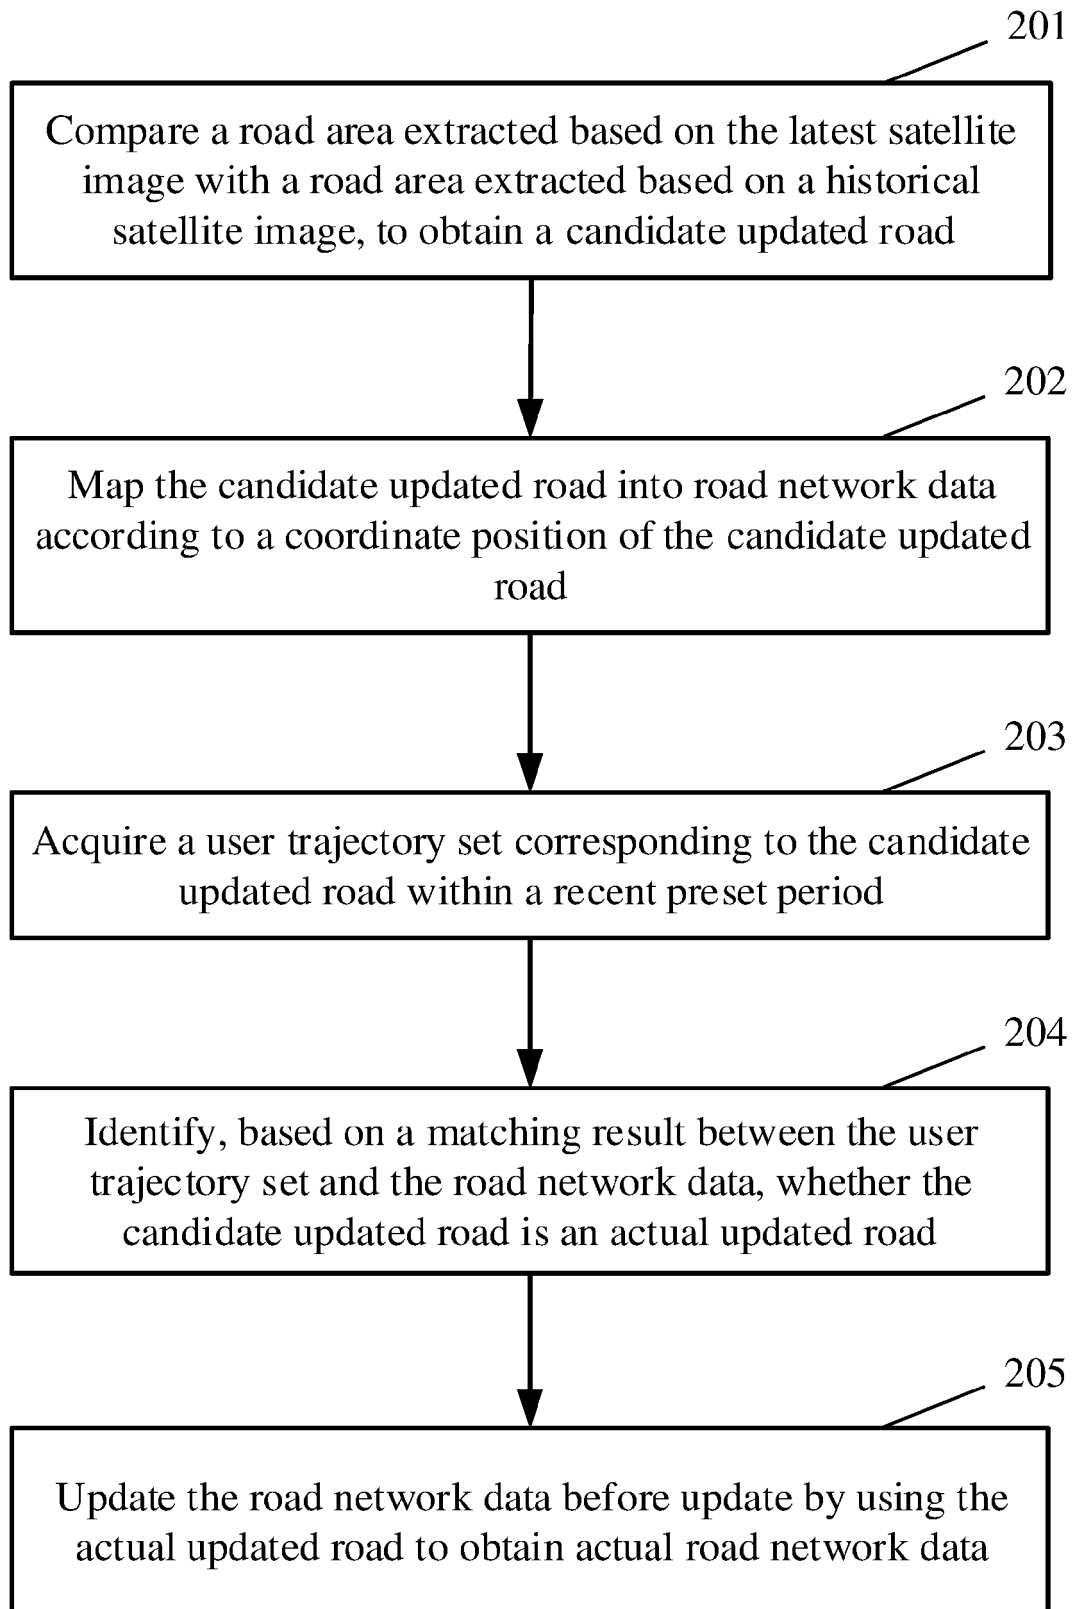 201
Compare a road area extracted based on the latest satellite
image with a road area extracted based on a historical
satellite image, to obtain a candidate updated road
202
Map the candidate updated road into road network data
according to a coordinate position of the candidate updated
road
203
Acquire a user trajectory set corresponding to the candidate
updated road within a recent preset period
204
Identify, based on a matching result between the user
trajectory set and the road network data, whether the
candidate updated road is an actual updated road
205
Update the road network data before update by using the
actual updated road to obtain actual road network data